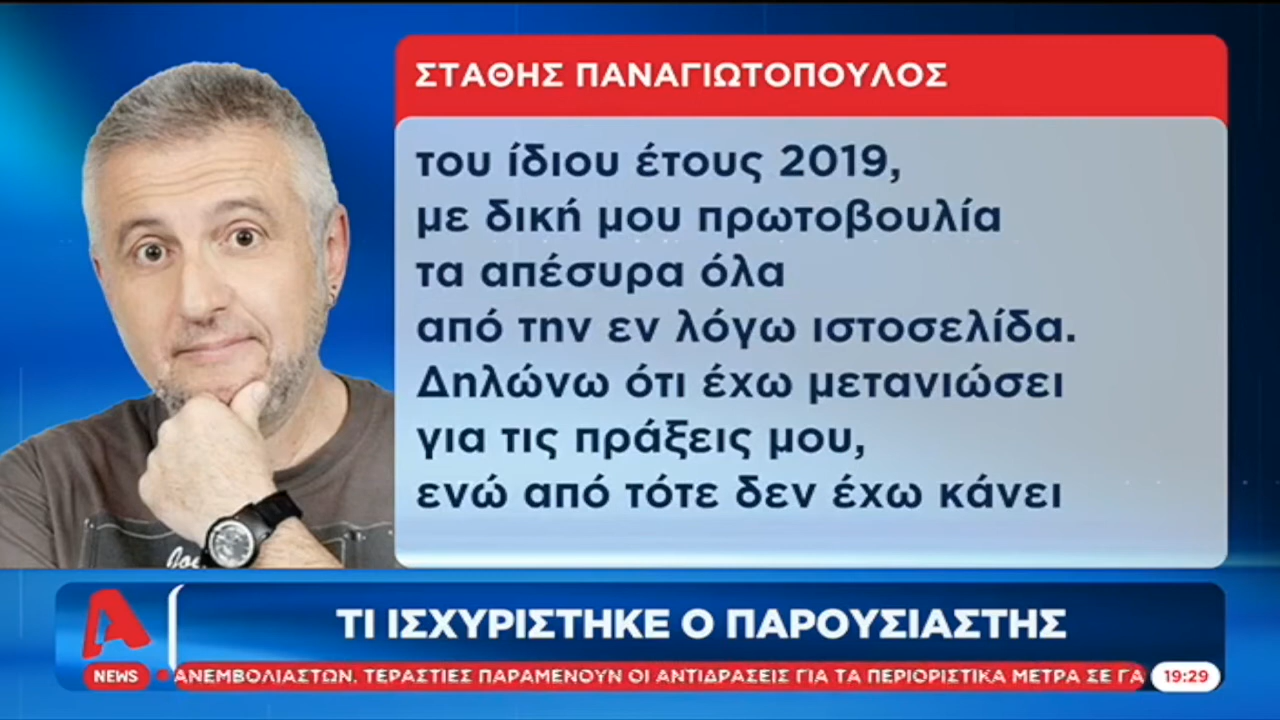 ΣΤΑΘΗΣ ΠΑΝΑΓΙΩΤΟΠΟΥΛΟΣ
του ίδιου έτους 2019,
με δική μου πρωτοβουλία
τα απέσυρα όλα
από την εν λόγω ιστοσελίδα.
Δηλώνω ότι έχω μετανιώσει
για τις πράξεις μου,
ενώ από τότε δεν έχω κάνει
ΤΙ ΙΣΧΥΡΙΣΤΗΚΕ Ο ΠΑΡΟΥΣΙΑΣΤΗΣ
NEWS
ΑΝΕΜΒΟΛΙΑΣΤΩΝ. ΤΕΡΑΣΤΙΕΣ ΠΑΡΑΜΕΝΟΥΝ ΟΙ ΑΝΤΙΔΡΑΣΕΙΣ ΓΙΑ ΤΑ ΠΕΡΙΟΡΙΣΤΙΚΑ ΜΕΤΡΑ ΣΕ ΓΑ
19:29